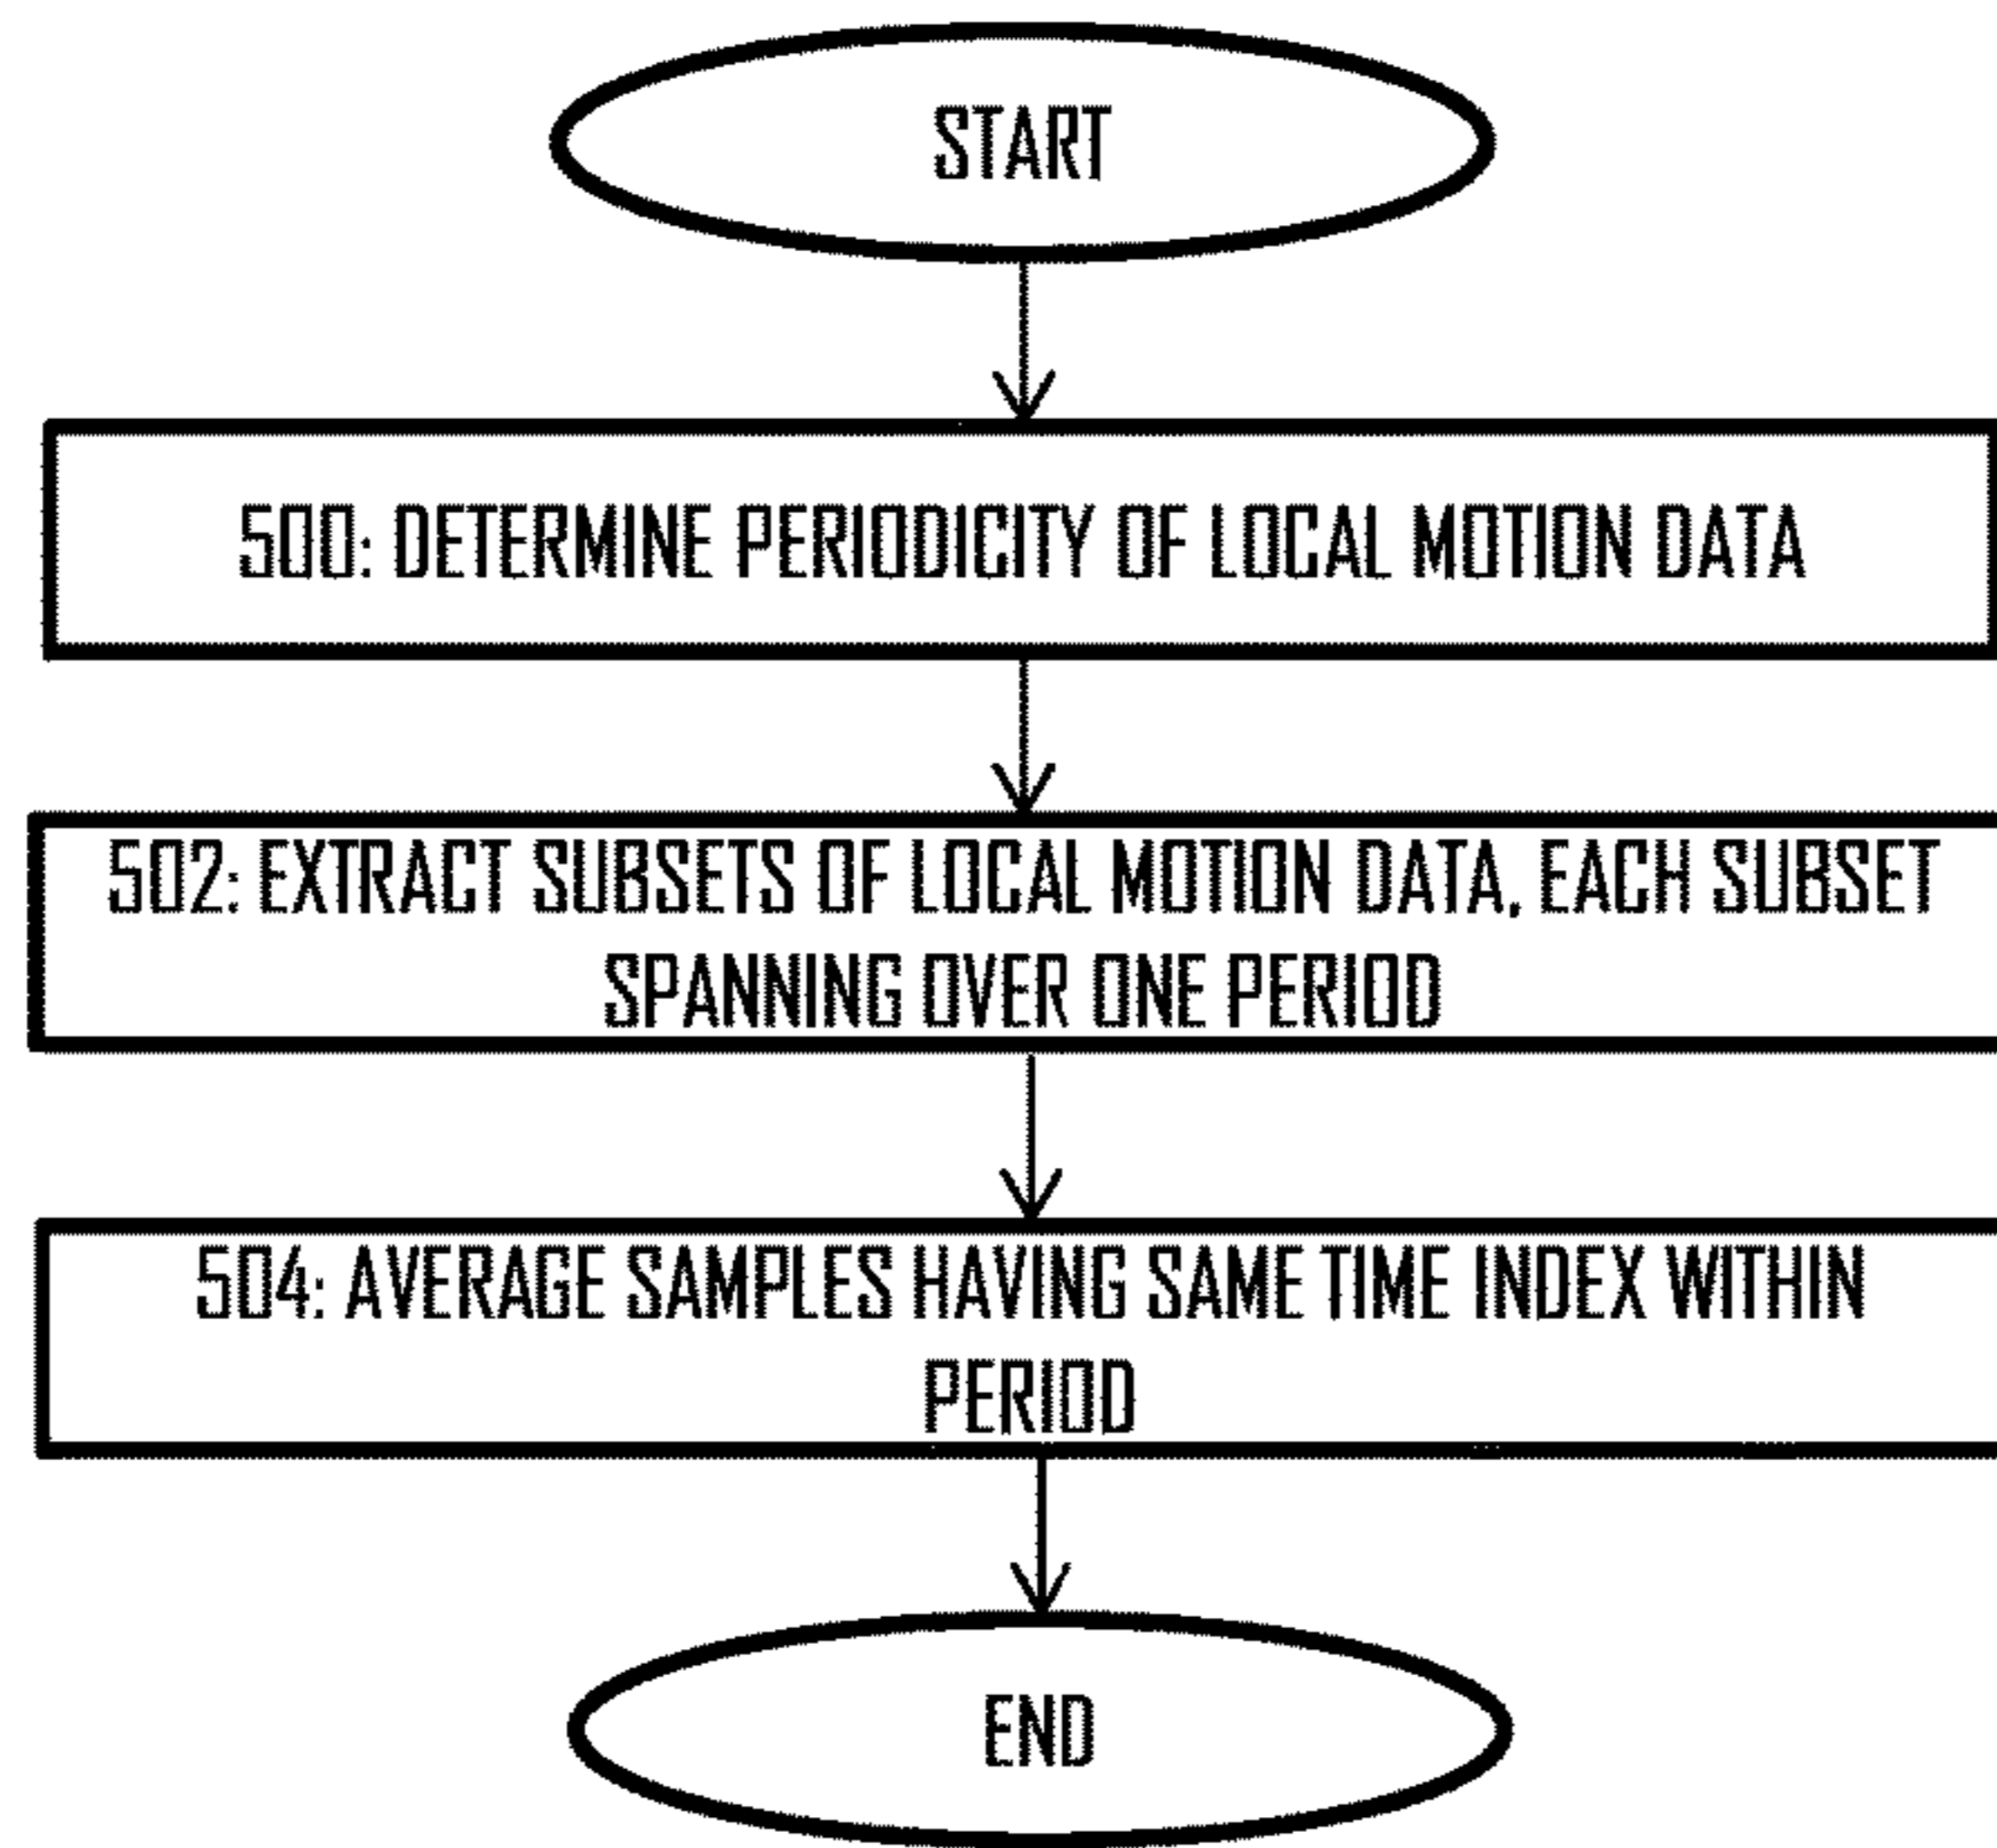 START
500: DETERMINE PERIODICITY OF LOCAL MOTION DATA
502: EXTRACT SUBSETS OF LOCAL MOTION DATA, EACH SUBSET
SPANNING OVER ONE PERIOD
504: AVERAGE SAMPLES HAVING SAME TIME INDEX WITHIN
PERIOD
END